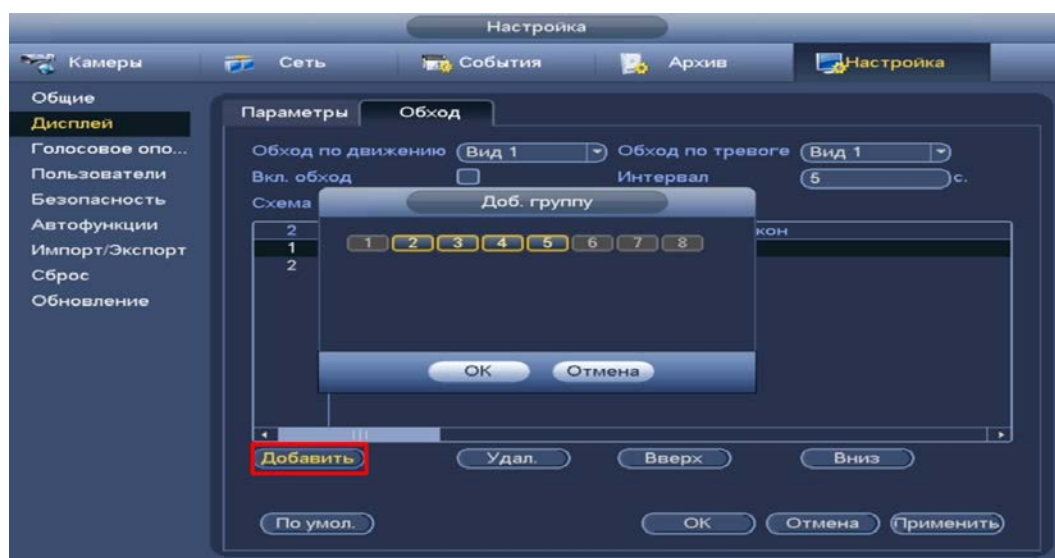 Настройка
Камеры Сеть События Архив Настройка
Общие
Дисплей
Голосовое опо...
Пользователи
Безопасность
Автофункции
Импорт/Экспорт
Сброс
Обновление
Параметры Обход
Обход по движению Вид 1 Обход по тревоге Вид 1
Вкл. обход Интервал 5 с.
Схема
2 кон
1
2
Доб. группу
1 2 3 4 5 6 7 8
ОК Отмена
Добавить Удал. Вверх Вниз
По умол. ОК Отмена Применить